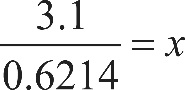 3.1
0.6214 = x